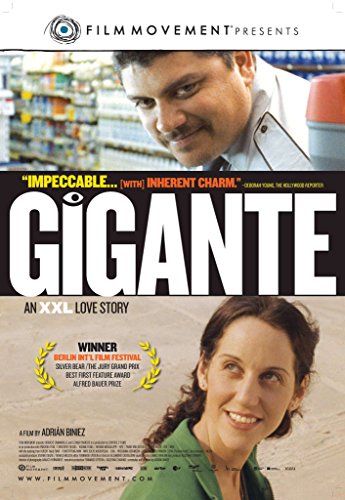 FILM MOVEMENT® PRESENTS
"IMPECCABLE... [WITH] INHERENT CHARM."
-DEBORAH YOUNG, THE HOLLYWOOD REPORTER
GIGANTE
AN XXL LOVE STORY
WINNER
BERLIN INT'L FILM FESTIVAL
SILVER BEAR / THE JURY GRAND PRIX
BEST FIRST FEATURE AWARD
ALFRED BAUER PRIZE
A FILM BY ADRIÁN BINIEZ
WWW.FILMMOVEMENT.COM